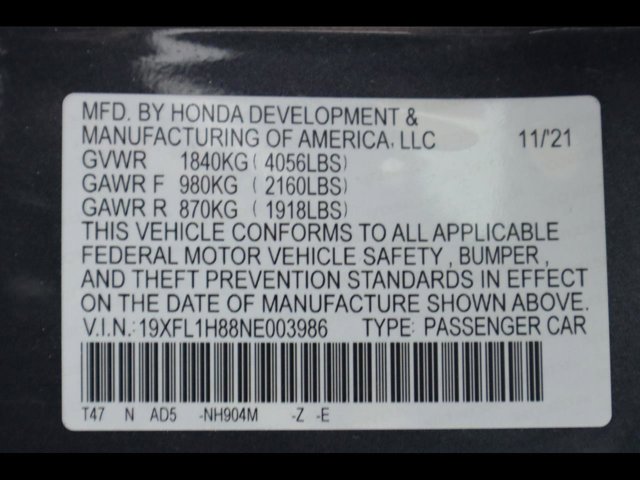 MFD. BY HONDA DEVELOPMENT &
MANUFACTURING OF AMERICA, LLC 11/'21
GVWR 1840KG ( 4056LBS)
GAWR F 980KG ( 2160LBS)
GAWR R 870KG ( 1918LBS)
THIS VEHICLE CONFORMS TO ALL APPLICABLE
FEDERAL MOTOR VEHICLE SAFETY , BUMPER ,
AND THEFT PREVENTION STANDARDS IN EFFECT
ON THE DATE OF MANUFACTURE SHOWN ABOVE.
V.I.N.: 19XFL1H88NE003986 TYPE: PASSENGER CAR
T47 N AD5 -NH904M -Z -E